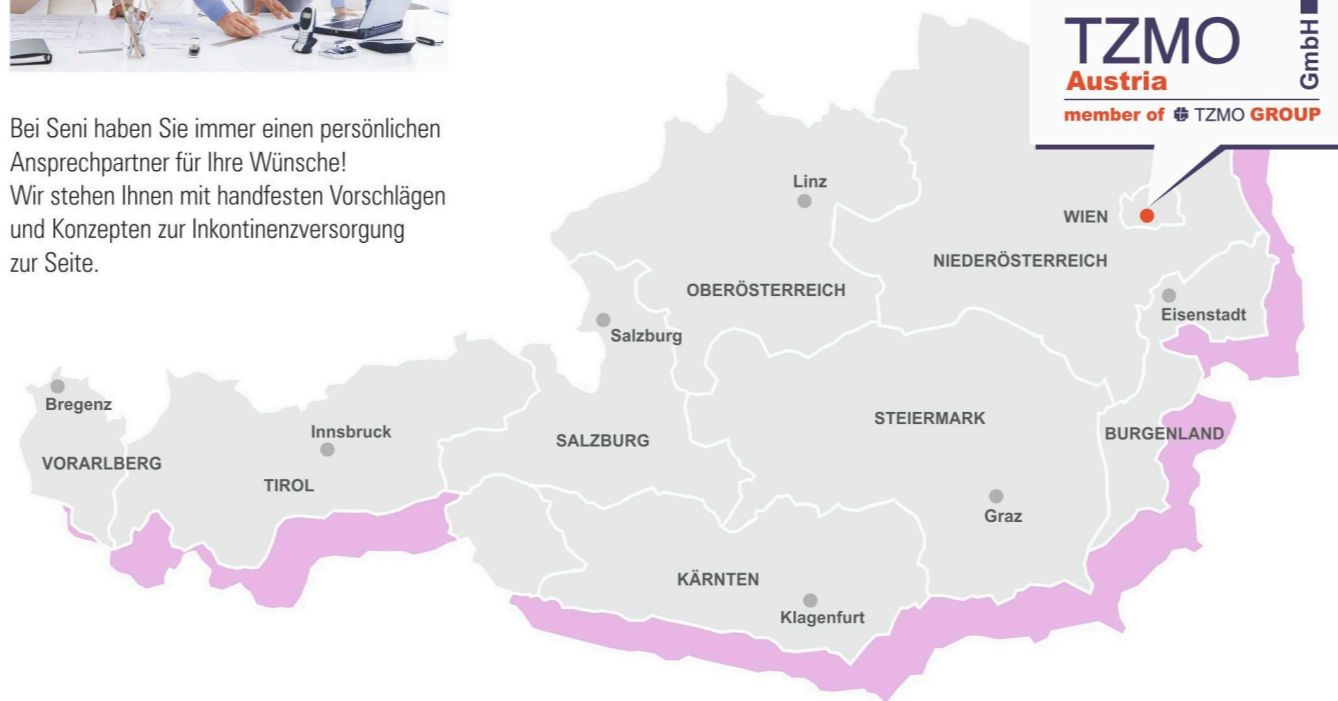 TZMO
Austria
GmbH
member of TZMO GROUP
Bei Seni haben Sie immer einen persönlichen
Ansprechpartner für Ihre Wünsche!
Wir stehen Ihnen mit handfesten Vorschlägen
und Konzepten zur Inkontinenzversorgung
zur Seite.
Linz
WIEN
NIEDERÖSTERREICH
OBERÖSTERREICH
Eisenstadt
Salzburg
Bregenz
STEIERMARK
Innsbruck
BURGENLAND
SALZBURG
VORARLBERG
TIROL
Graz
KÄRNTEN
Klagenfurt